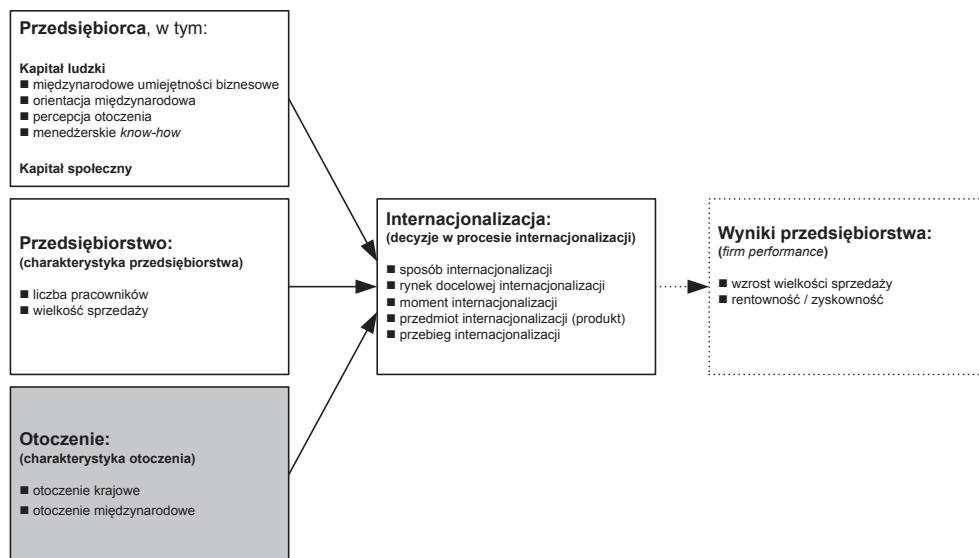 Przedsiębiorca, w tym:
Kapitał ludzki
■ międzynarodowe umiejętności biznesowe
■ orientacja międzynarodowa
■ percepcja otoczenia
■ menedżerskie know-how
Kapitał społeczny
Przedsiębiorstwo:
(charakterystyka przedsiębiorstwa)
■ liczba pracowników
■ wielkość sprzedaży
Otoczenie:
(charakterystyka otoczenia)
■ otoczenie krajowe
■ otoczenie międzynarodowe
Internacjonalizacja:
(decyzje w procesie internacjonalizacji)
■ sposób internacjonalizacji
■ rynek docelowej internacjonalizacji
■ moment internacjonalizacji
■ przedmiot internacjonalizacji (produkt)
■ przebieg internacjonalizacji
Wyniki przedsiębiorstwa:
(firm performance)
■ wzrost wielkości sprzedaży
■ rentowność / zyskowność